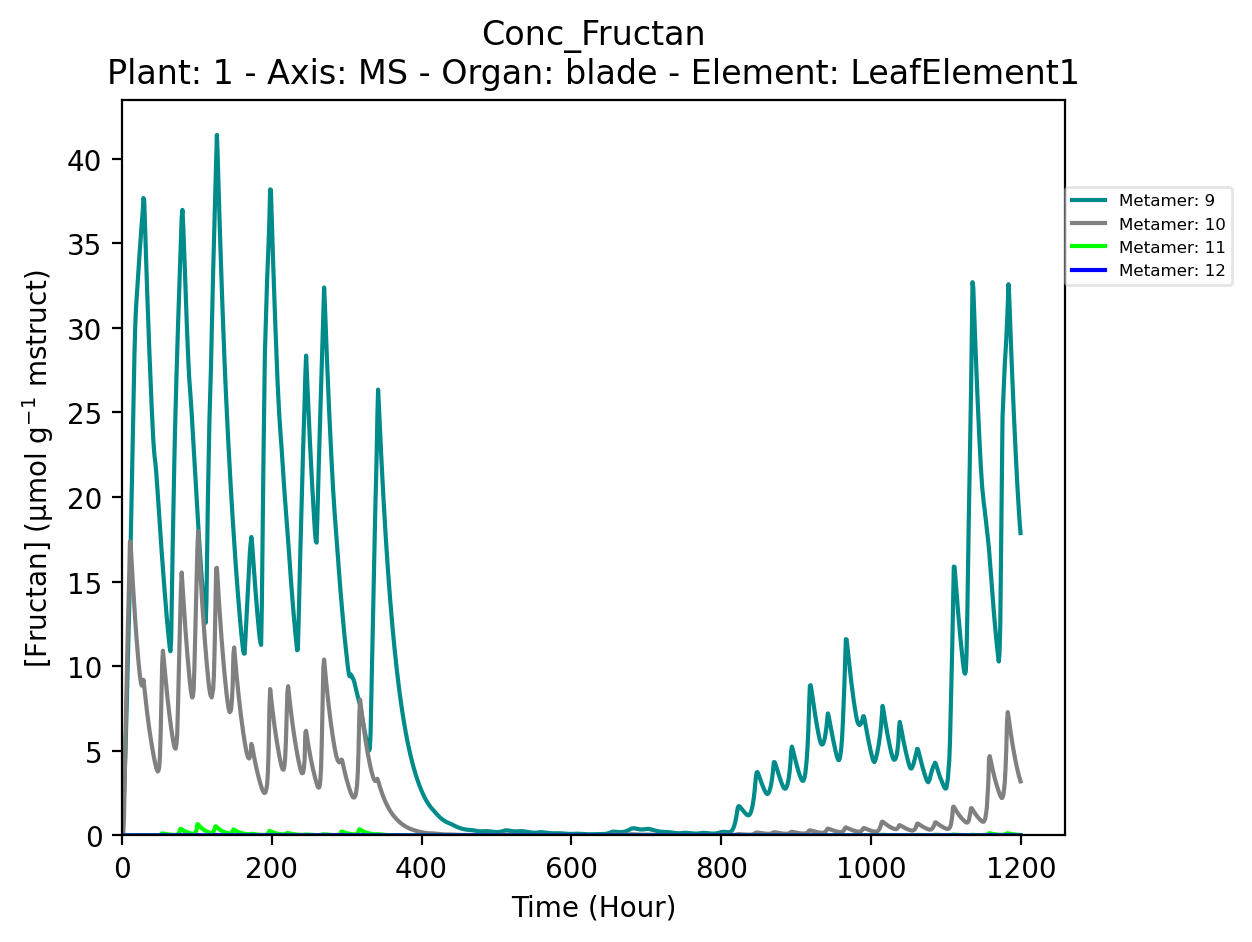 Conc_Fructan
Plant: 1 - Axis: MS - Organ: blade - Element: LeafElement1
[Fructan] (µmol g⁻¹ mstruct)
40
35
30
25
20
15
10
5
0
0 200 400 600 800 1000 1200
Time (Hour)
Metamer: 9
Metamer: 10
Metamer: 11
Metamer: 12